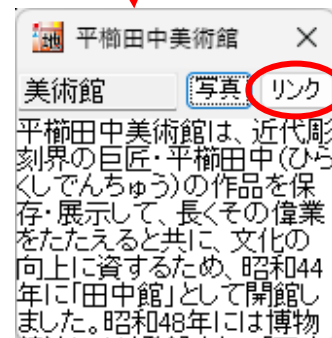 地 平櫛田中美術館
美術館 写真 リンク
平櫛田中美術館は、近代彫
刻界の巨匠・平櫛田中(ひら
くしでんちゅう)の作品を保
存・展示して、長くその偉業
をたたえると共に、文化の
向上に資するため、昭和44
年に「田中館」として開館し
ました。昭和48年には博物